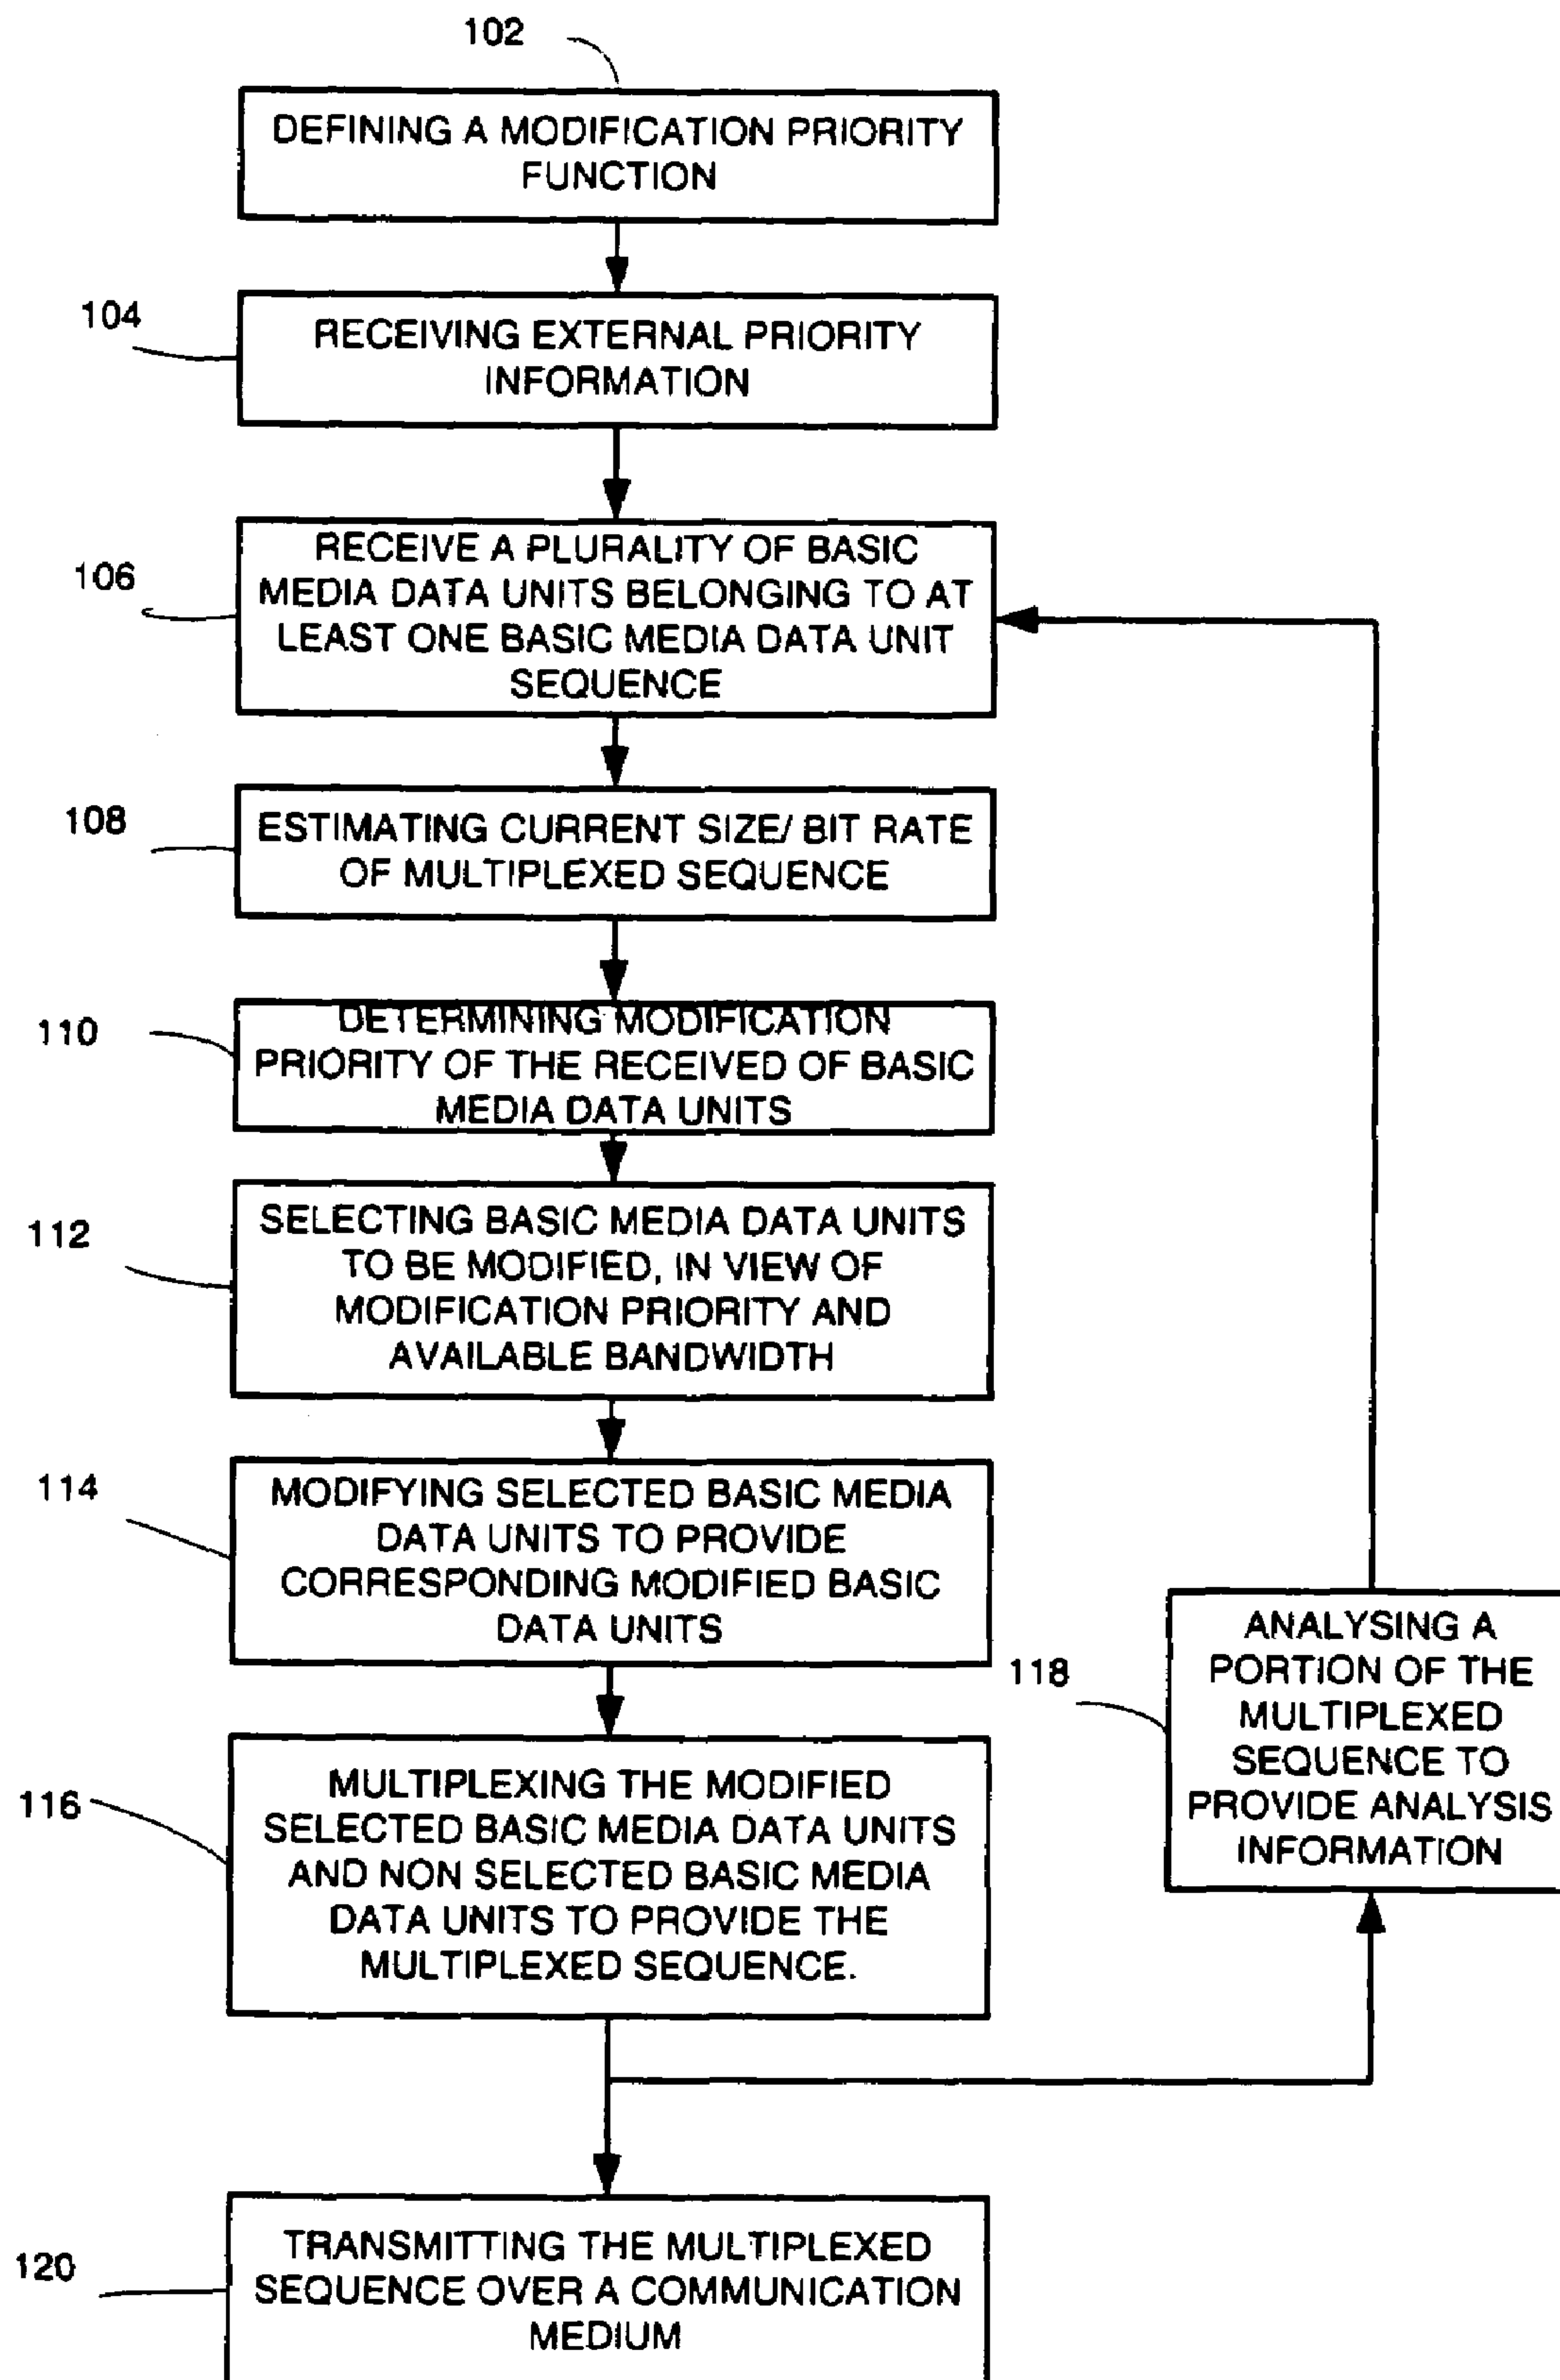 102
DEFINING A MODIFICATION PRIORITY
FUNCTION
104
RECEIVING EXTERNAL PRIORITY
INFORMATION
106
RECEIVE A PLURALITY OF BASIC
MEDIA DATA UNITS BELONGING TO AT
LEAST ONE BASIC MEDIA DATA UNIT
SEQUENCE
108
ESTIMATING CURRENT SIZE/ BIT RATE
OF MULTIPLEXED SEQUENCE
110
DETERMINING MODIFICATION
PRIORITY OF THE RECEIVED OF BASIC
MEDIA DATA UNITS
112
SELECTING BASIC MEDIA DATA UNITS
TO BE MODIFIED, IN VIEW OF
MODIFICATION PRIORITY AND
AVAILABLE BANDWIDTH
114
MODIFYING SELECTED BASIC MEDIA
DATA UNITS TO PROVIDE
CORRESPONDING MODIFIED BASIC
DATA UNITS
116
MULTIPLEXING THE MODIFIED
SELECTED BASIC MEDIA DATA UNITS
AND NON SELECTED BASIC MEDIA
DATA UNITS TO PROVIDE THE
MULTIPLEXED SEQUENCE.
118
ANALYSING A
PORTION OF THE
MULTIPLEXED
SEQUENCE TO
PROVIDE ANALYSIS
INFORMATION
120
TRANSMITTING THE MULTIPLEXED
SEQUENCE OVER A COMMUNICATION
MEDIUM